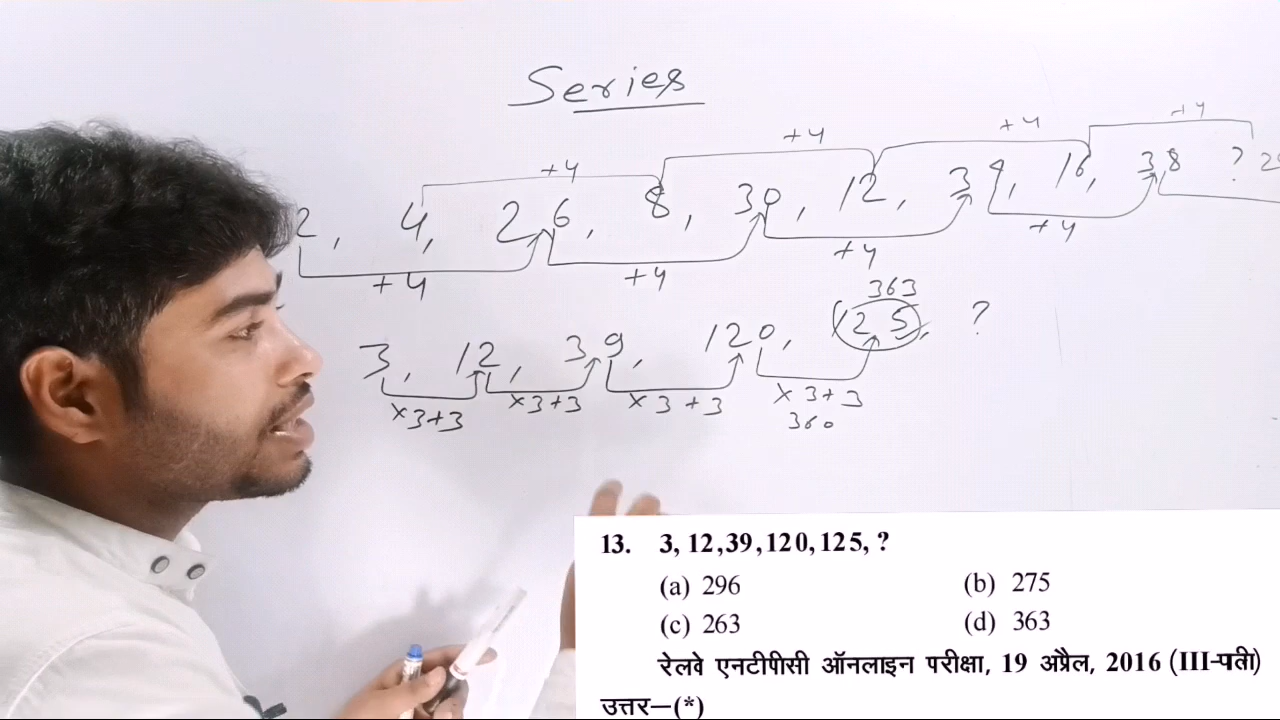 Series
+4 +4 +4 +4
2, 4, 26, 8, 30, 12, 34, 16, 38 ?
+4 +4 +4 +4
363
3, 12, 39, 120, 125, ?
×3+3 ×3+3 ×3+3 ×3+3
360
13. 3, 12,39,120,125, ?
(a) 296 (b) 275
(c) 263 (d) 363
रेलवे एनटीपीसी ऑनलाइन परीक्षा, 19 अप्रैल, 2016 (III-पाली)
उत्तर—(*)